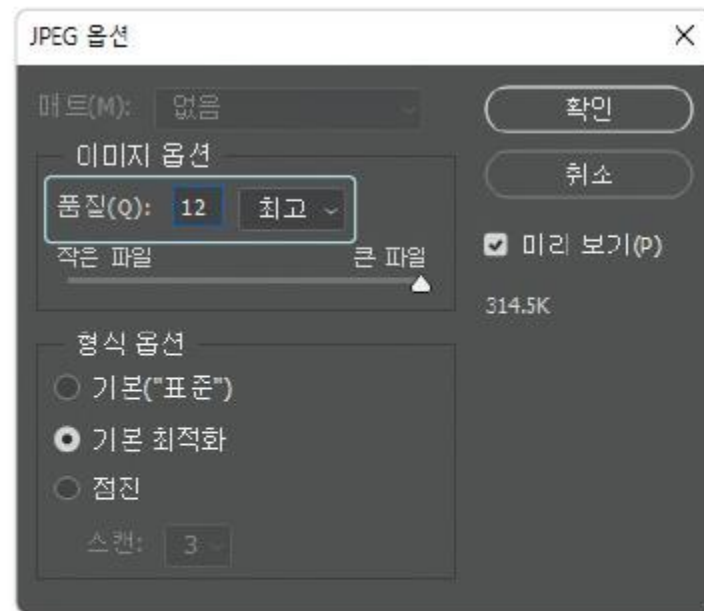 JPEG 옵션
매트(M): 없음
확인
이미지 옵션
취소
품질(Q): 12 최고
미리 보기(P)
작은 파일 큰 파일
314.5K
형식 옵션
기본("표준")
기본 최적화
점진
스캔: 3